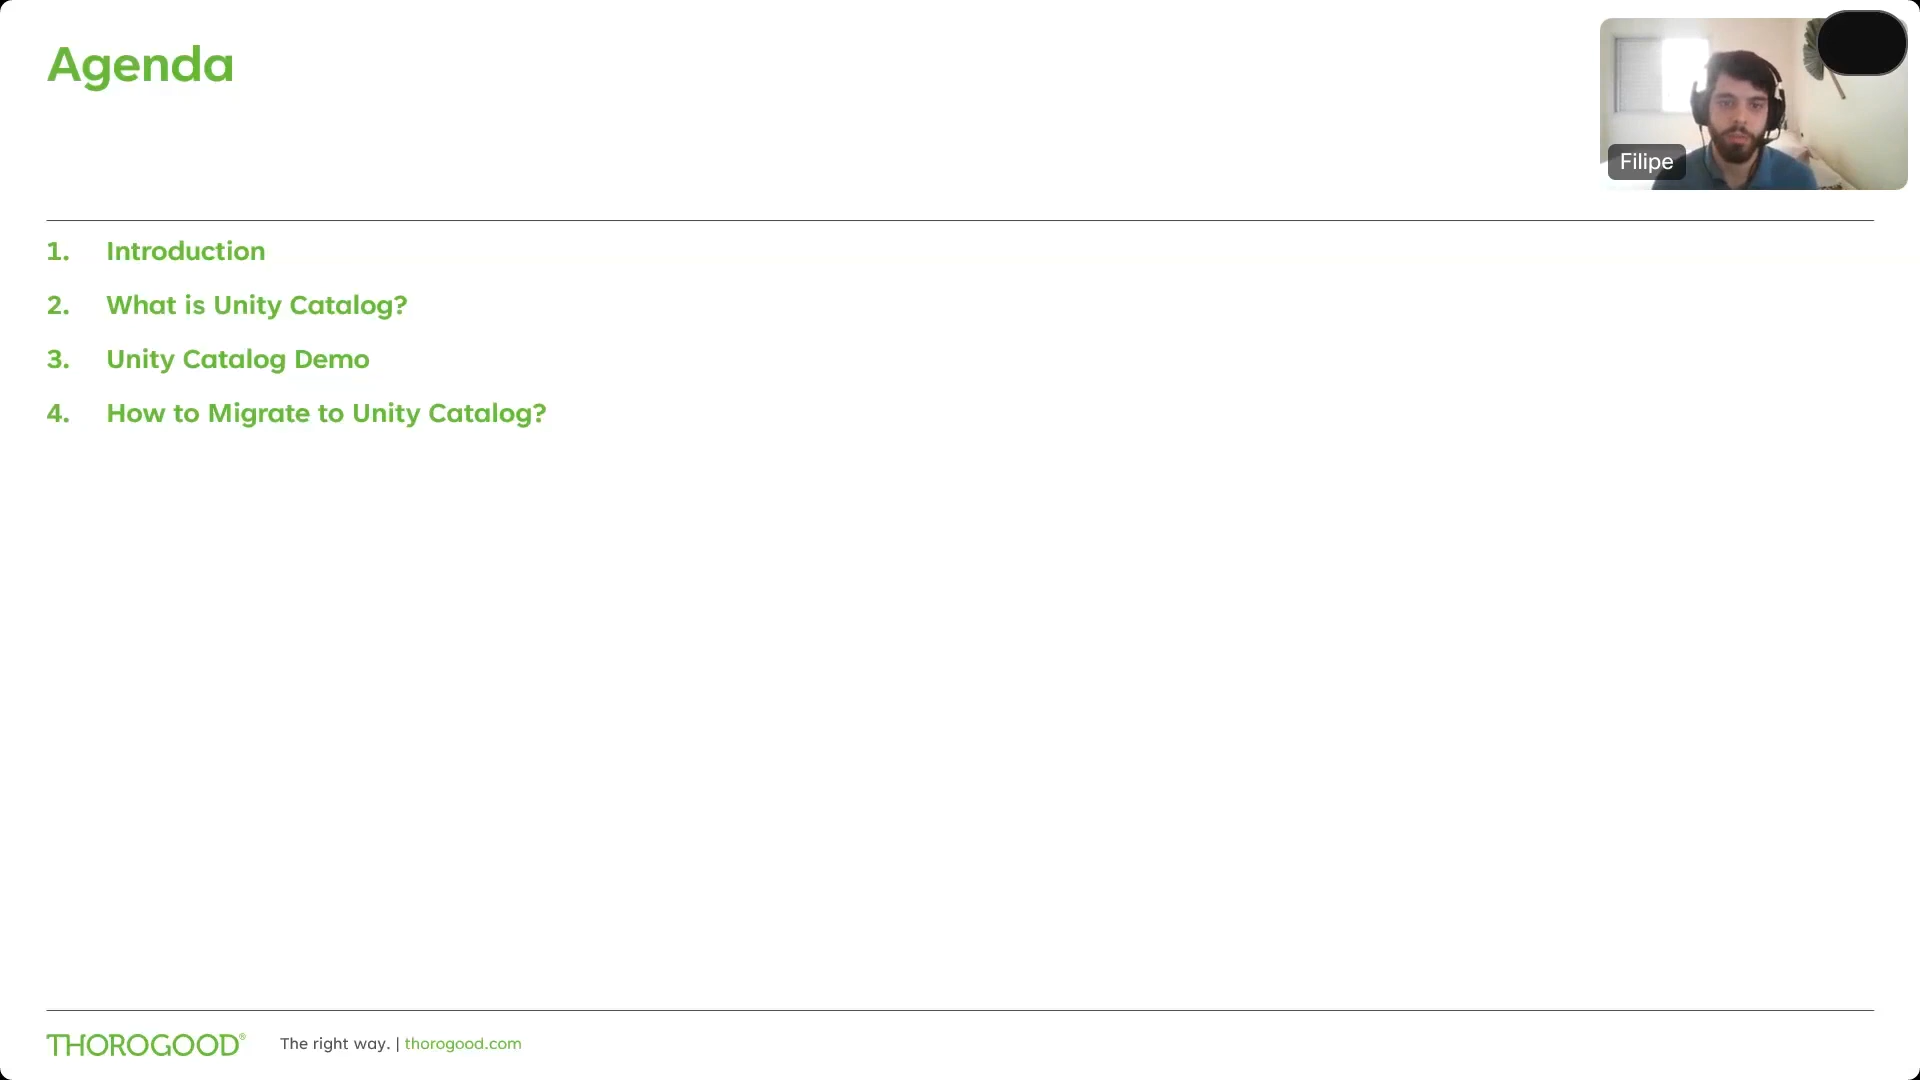 Agenda
Filipe
1. Introduction
2. What is Unity Catalog?
3. Unity Catalog Demo
4. How to Migrate to Unity Catalog?
THOROGOOD® The right way. | thorogood.com